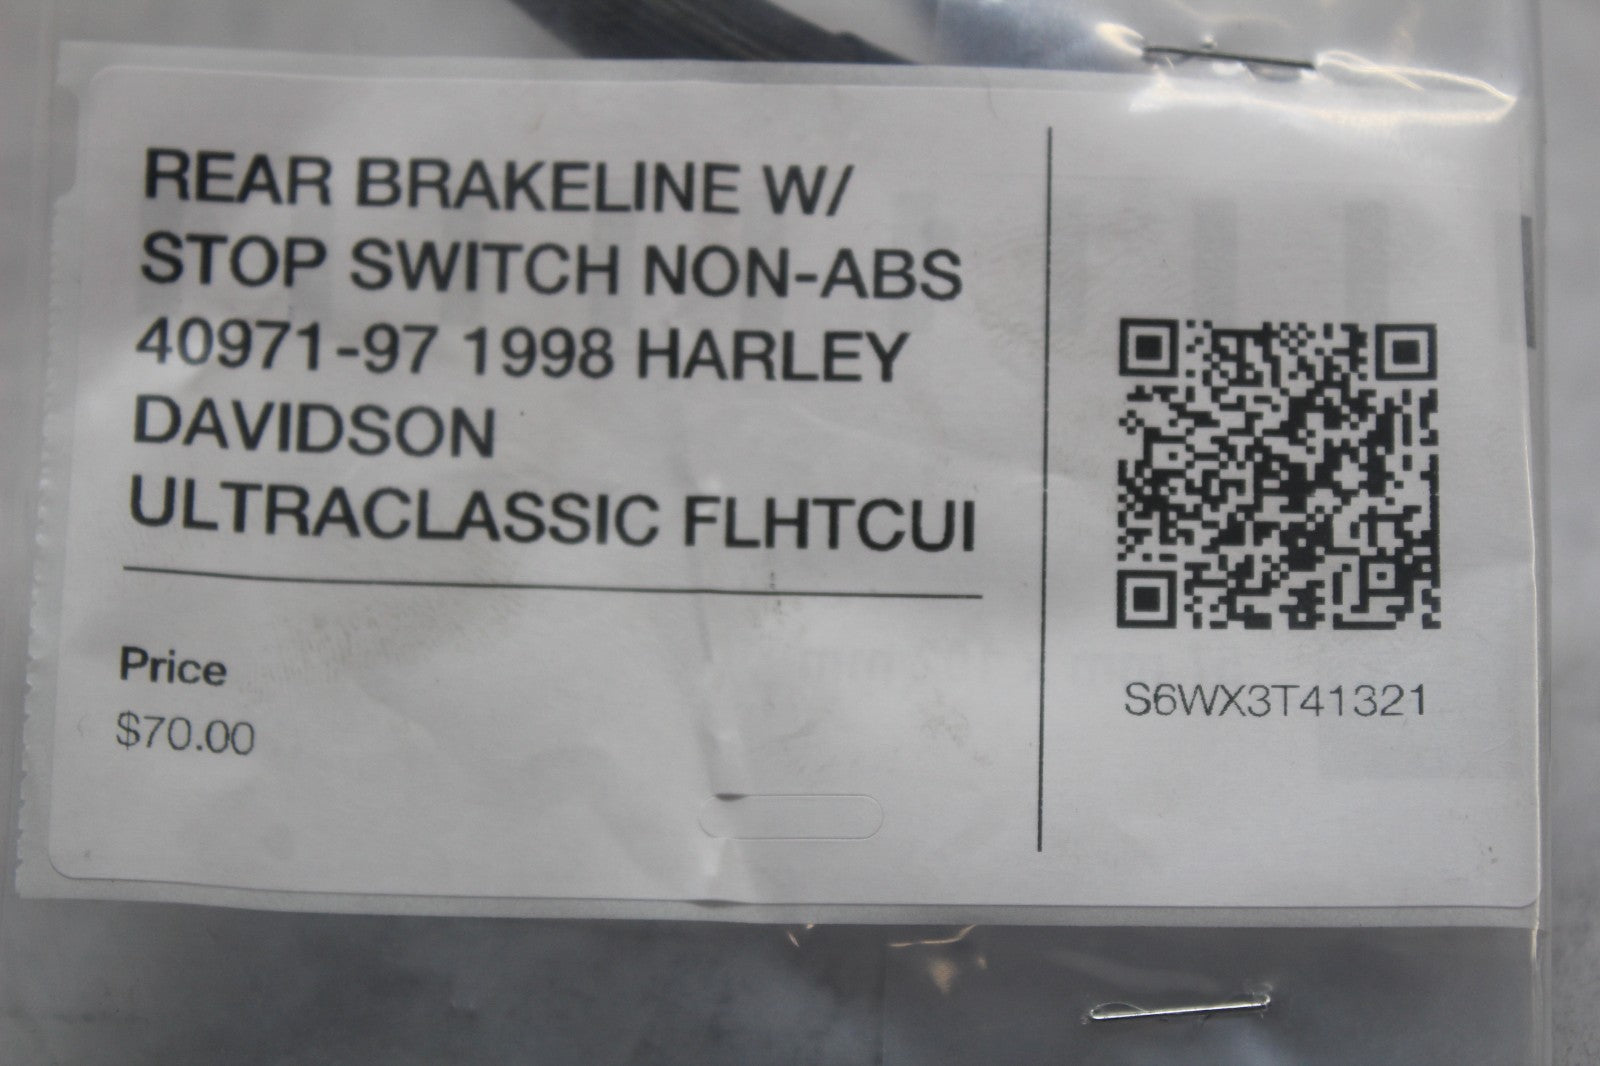 REAR BRAKELINE W/
STOP SWITCH NON-ABS
40971-97 1998 HARLEY
DAVIDSON
ULTRACLASSIC FLHTCUI
Price
$70.00
S6WX3T41321